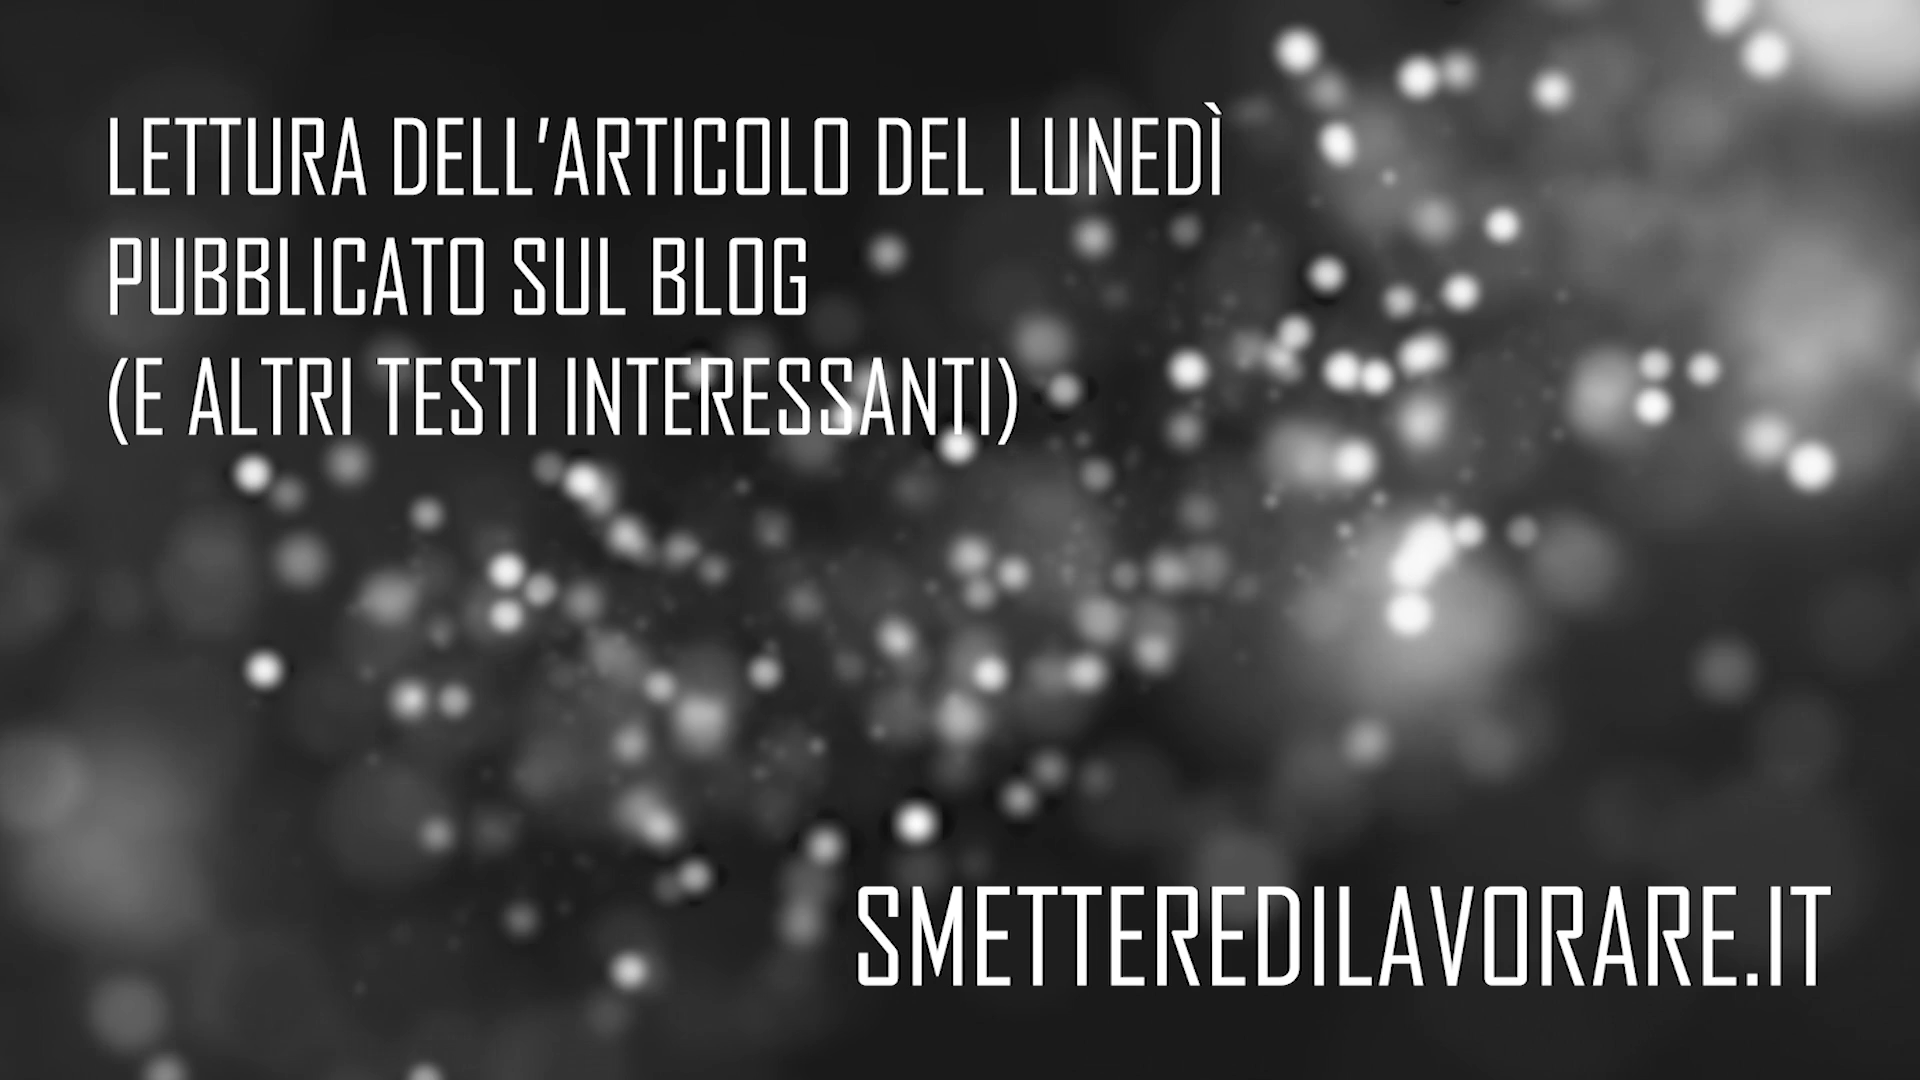 LETTURA DELL'ARTICOLO DEL LUNEDÌ
PUBBLICATO SUL BLOG
(E ALTRI TESTI INTERESSANTI)
SMETTEREDILAVORARE.IT